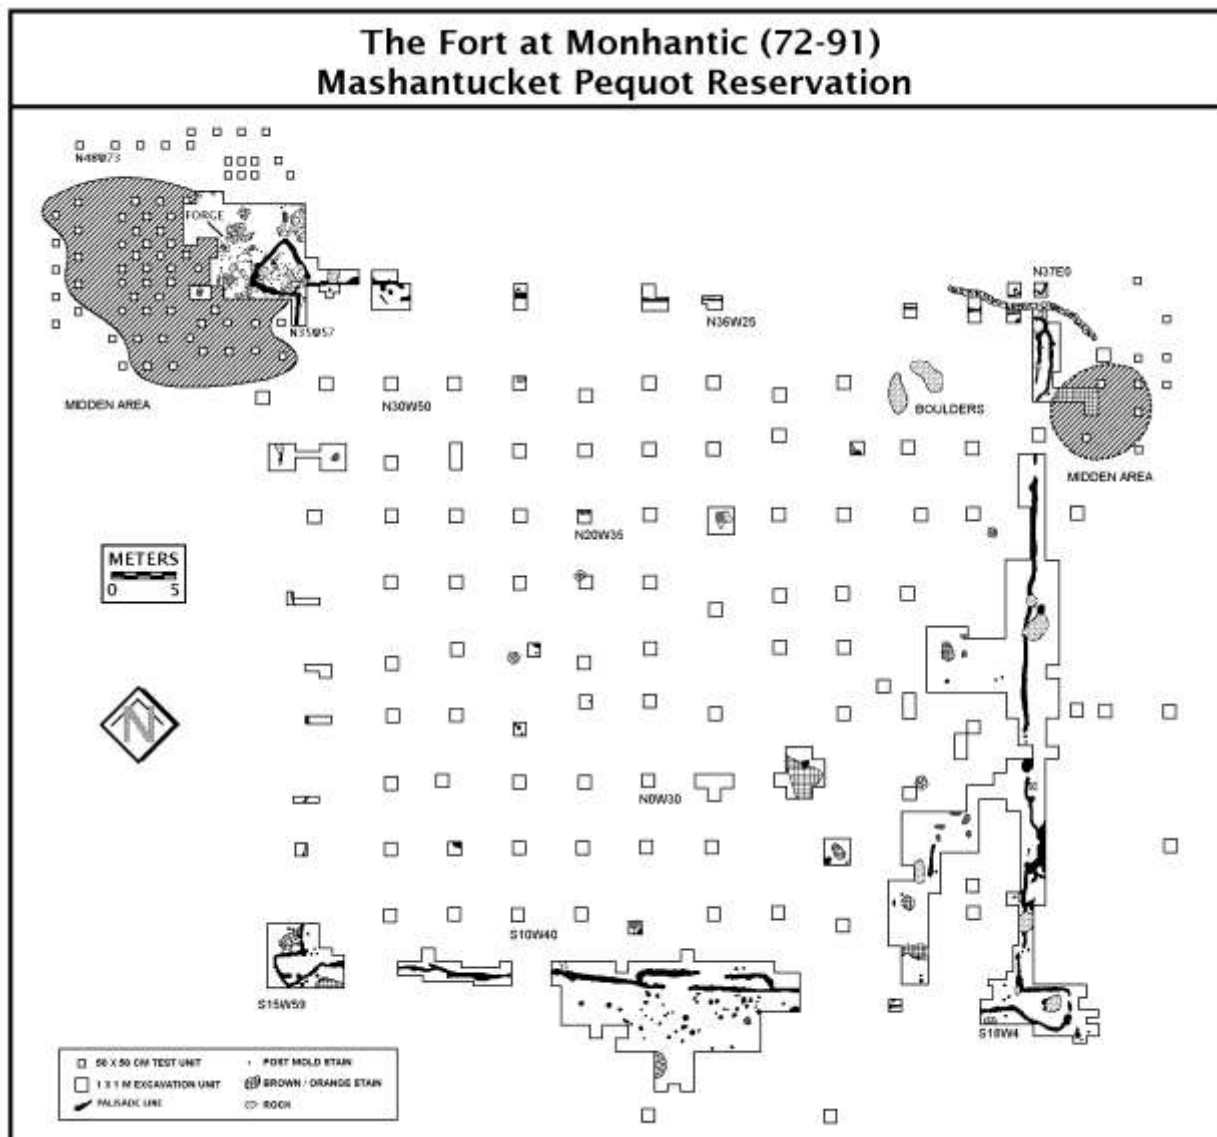 The Fort at Monhantic (72-91)
Mashantucket Pequot Reservation
N48W73
FORGE
N37E0
N35W57
N36W25
MIDDEN AREA
N30W50
BOULDERS
MIDDEN AREA
N20W35
METERS
0 5
N
N0W30
S10W40
S15W59
S18W4
50 X 50 CM TEST UNIT
POST MOLD STAIN
1 X 1 M EXCAVATION UNIT
BROWN / ORANGE STAIN
PALISADE LINE
ROCK